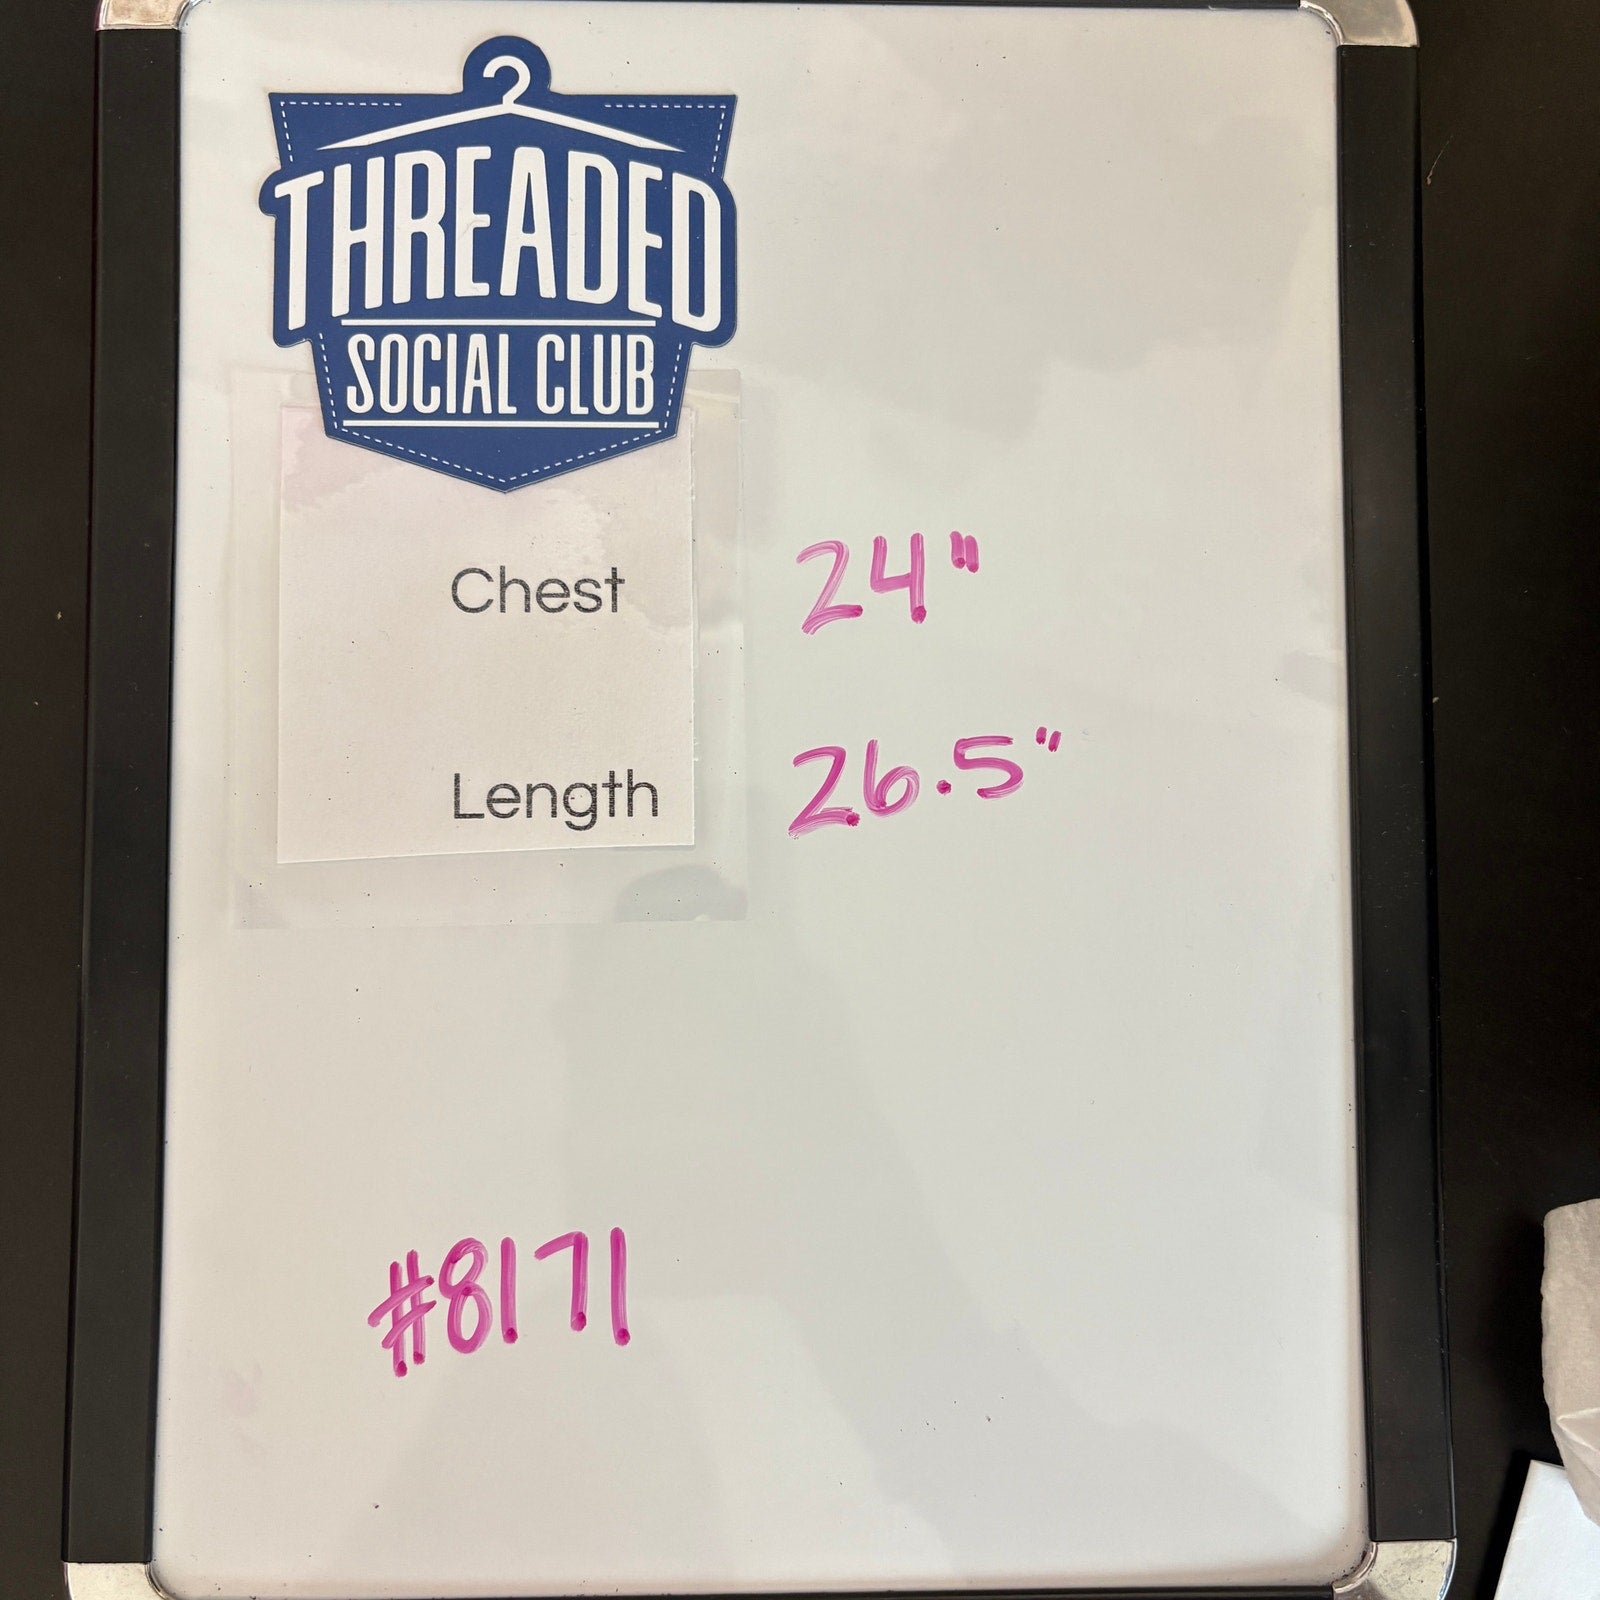 THREADED
SOCIAL CLUB
Chest 24"
Length 26.5"
#8171